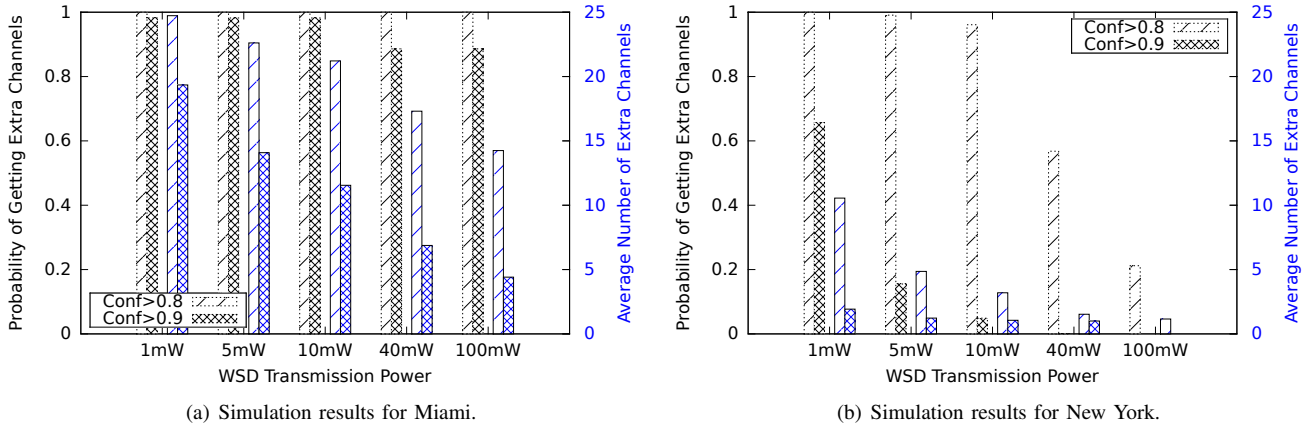 Probability of Getting Extra Channels
1
0.8
0.6
0.4
0.2
0
25
20
15
10
5
0
Average Number of Extra Channels
Conf>0.8
Conf>0.9
1mW 5mW 10mW 40mW 100mW
WSD Transmission Power
(a) Simulation results for Miami.
Probability of Getting Extra Channels
1
0.8
0.6
0.4
0.2
0
Conf>0.8
Conf>0.9
25
20
15
10
5
0
Average Number of Extra Channels
1mW 5mW 10mW 40mW 100mW
WSD Transmission Power
(b) Simulation results for New York.